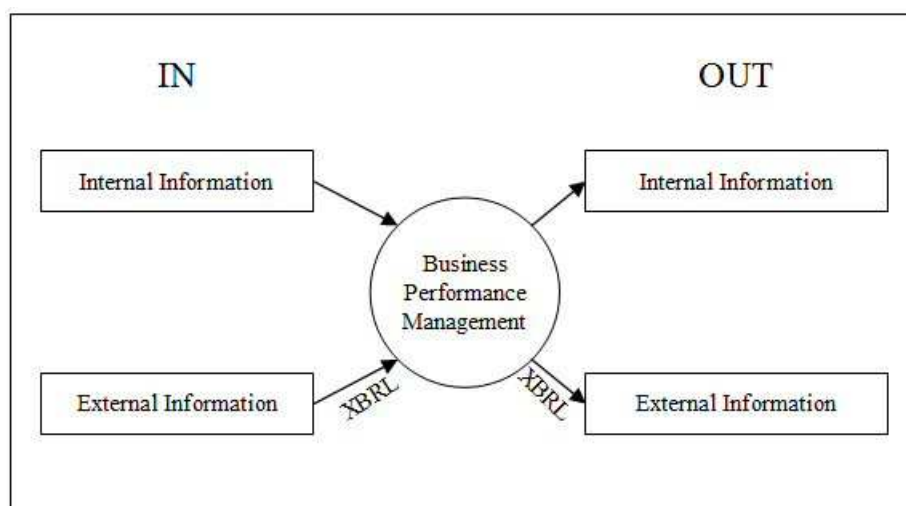 IN
OUT
Internal Information
Internal Information
Business
Performance
Management
External Information
XBRL
XBRL
External Information